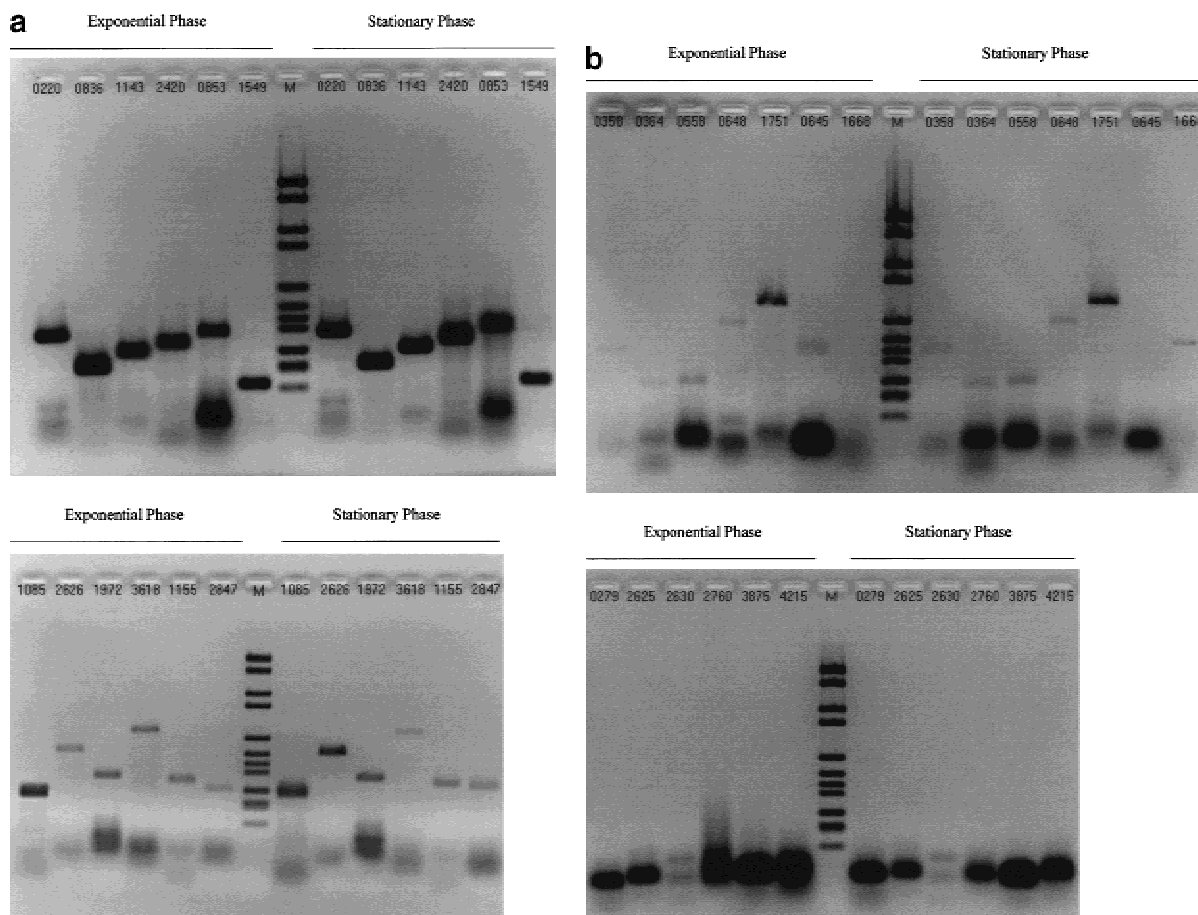 a
Exponential Phase Stationary Phase
0220 0836 1143 2420 0853 1549 M 0220 0836 1143 2420 0853 1549
Exponential Phase Stationary Phase
1085 2626 1972 3618 1155 2847 M 1085 2626 1972 3618 1155 2847
b
Exponential Phase Stationary Phase
0358 0364 0558 0648 1751 0645 1666 M 0358 0364 0558 0648 1751 0645 166
Exponential Phase Stationary Phase
0279 2625 2630 2760 3875 4215 M 0279 2625 2630 2760 3875 4215